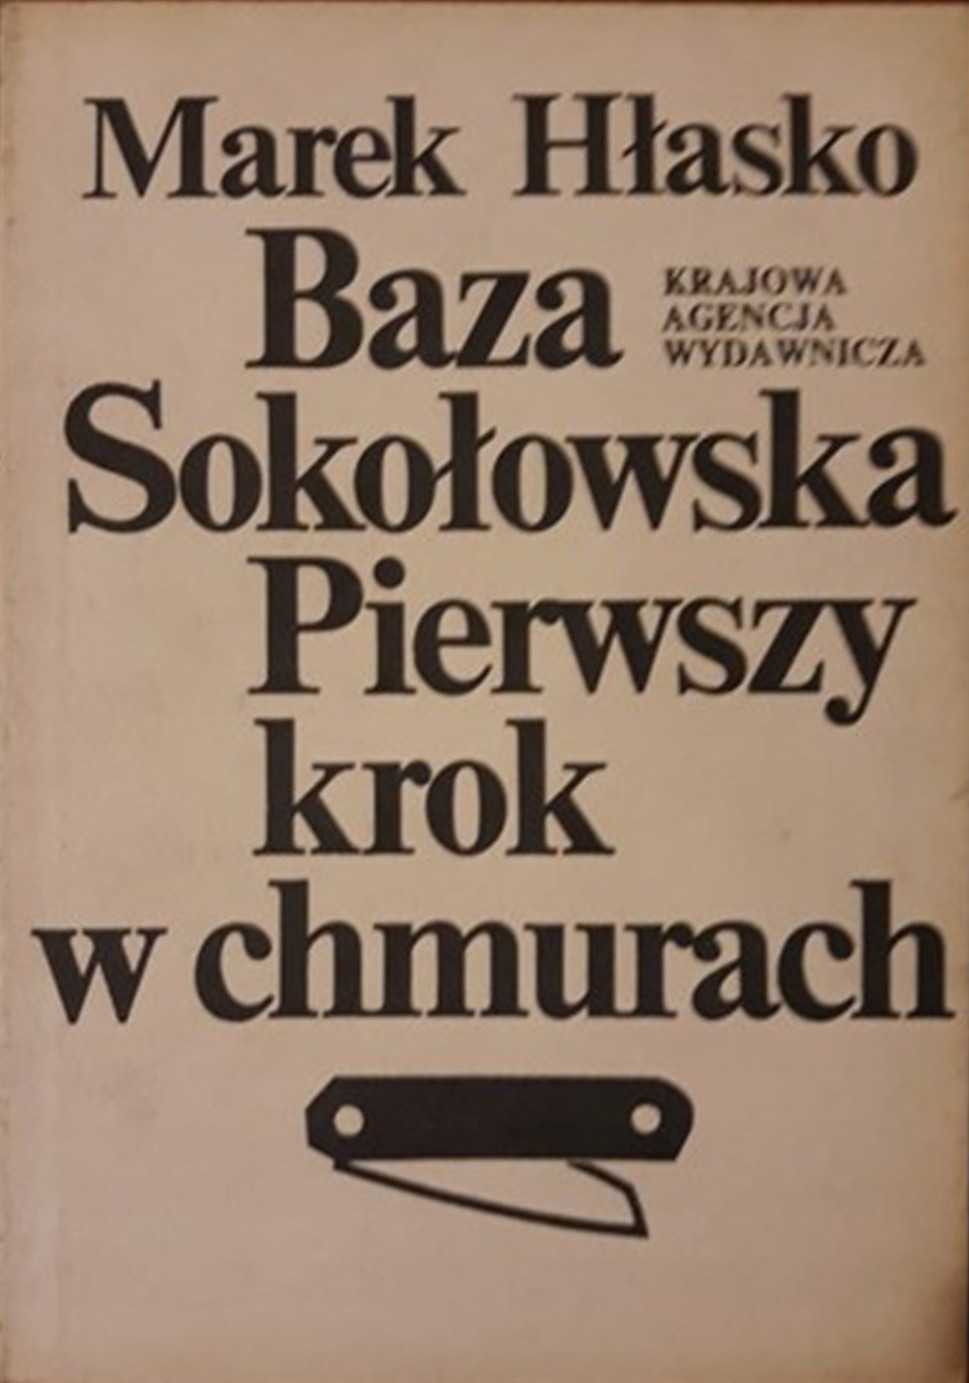 Marek Hłasko
Baza
KRAJOWA
AGENCJA
WYDAWNICZA
Sokołowska
Pierwszy
krok
w chmurach